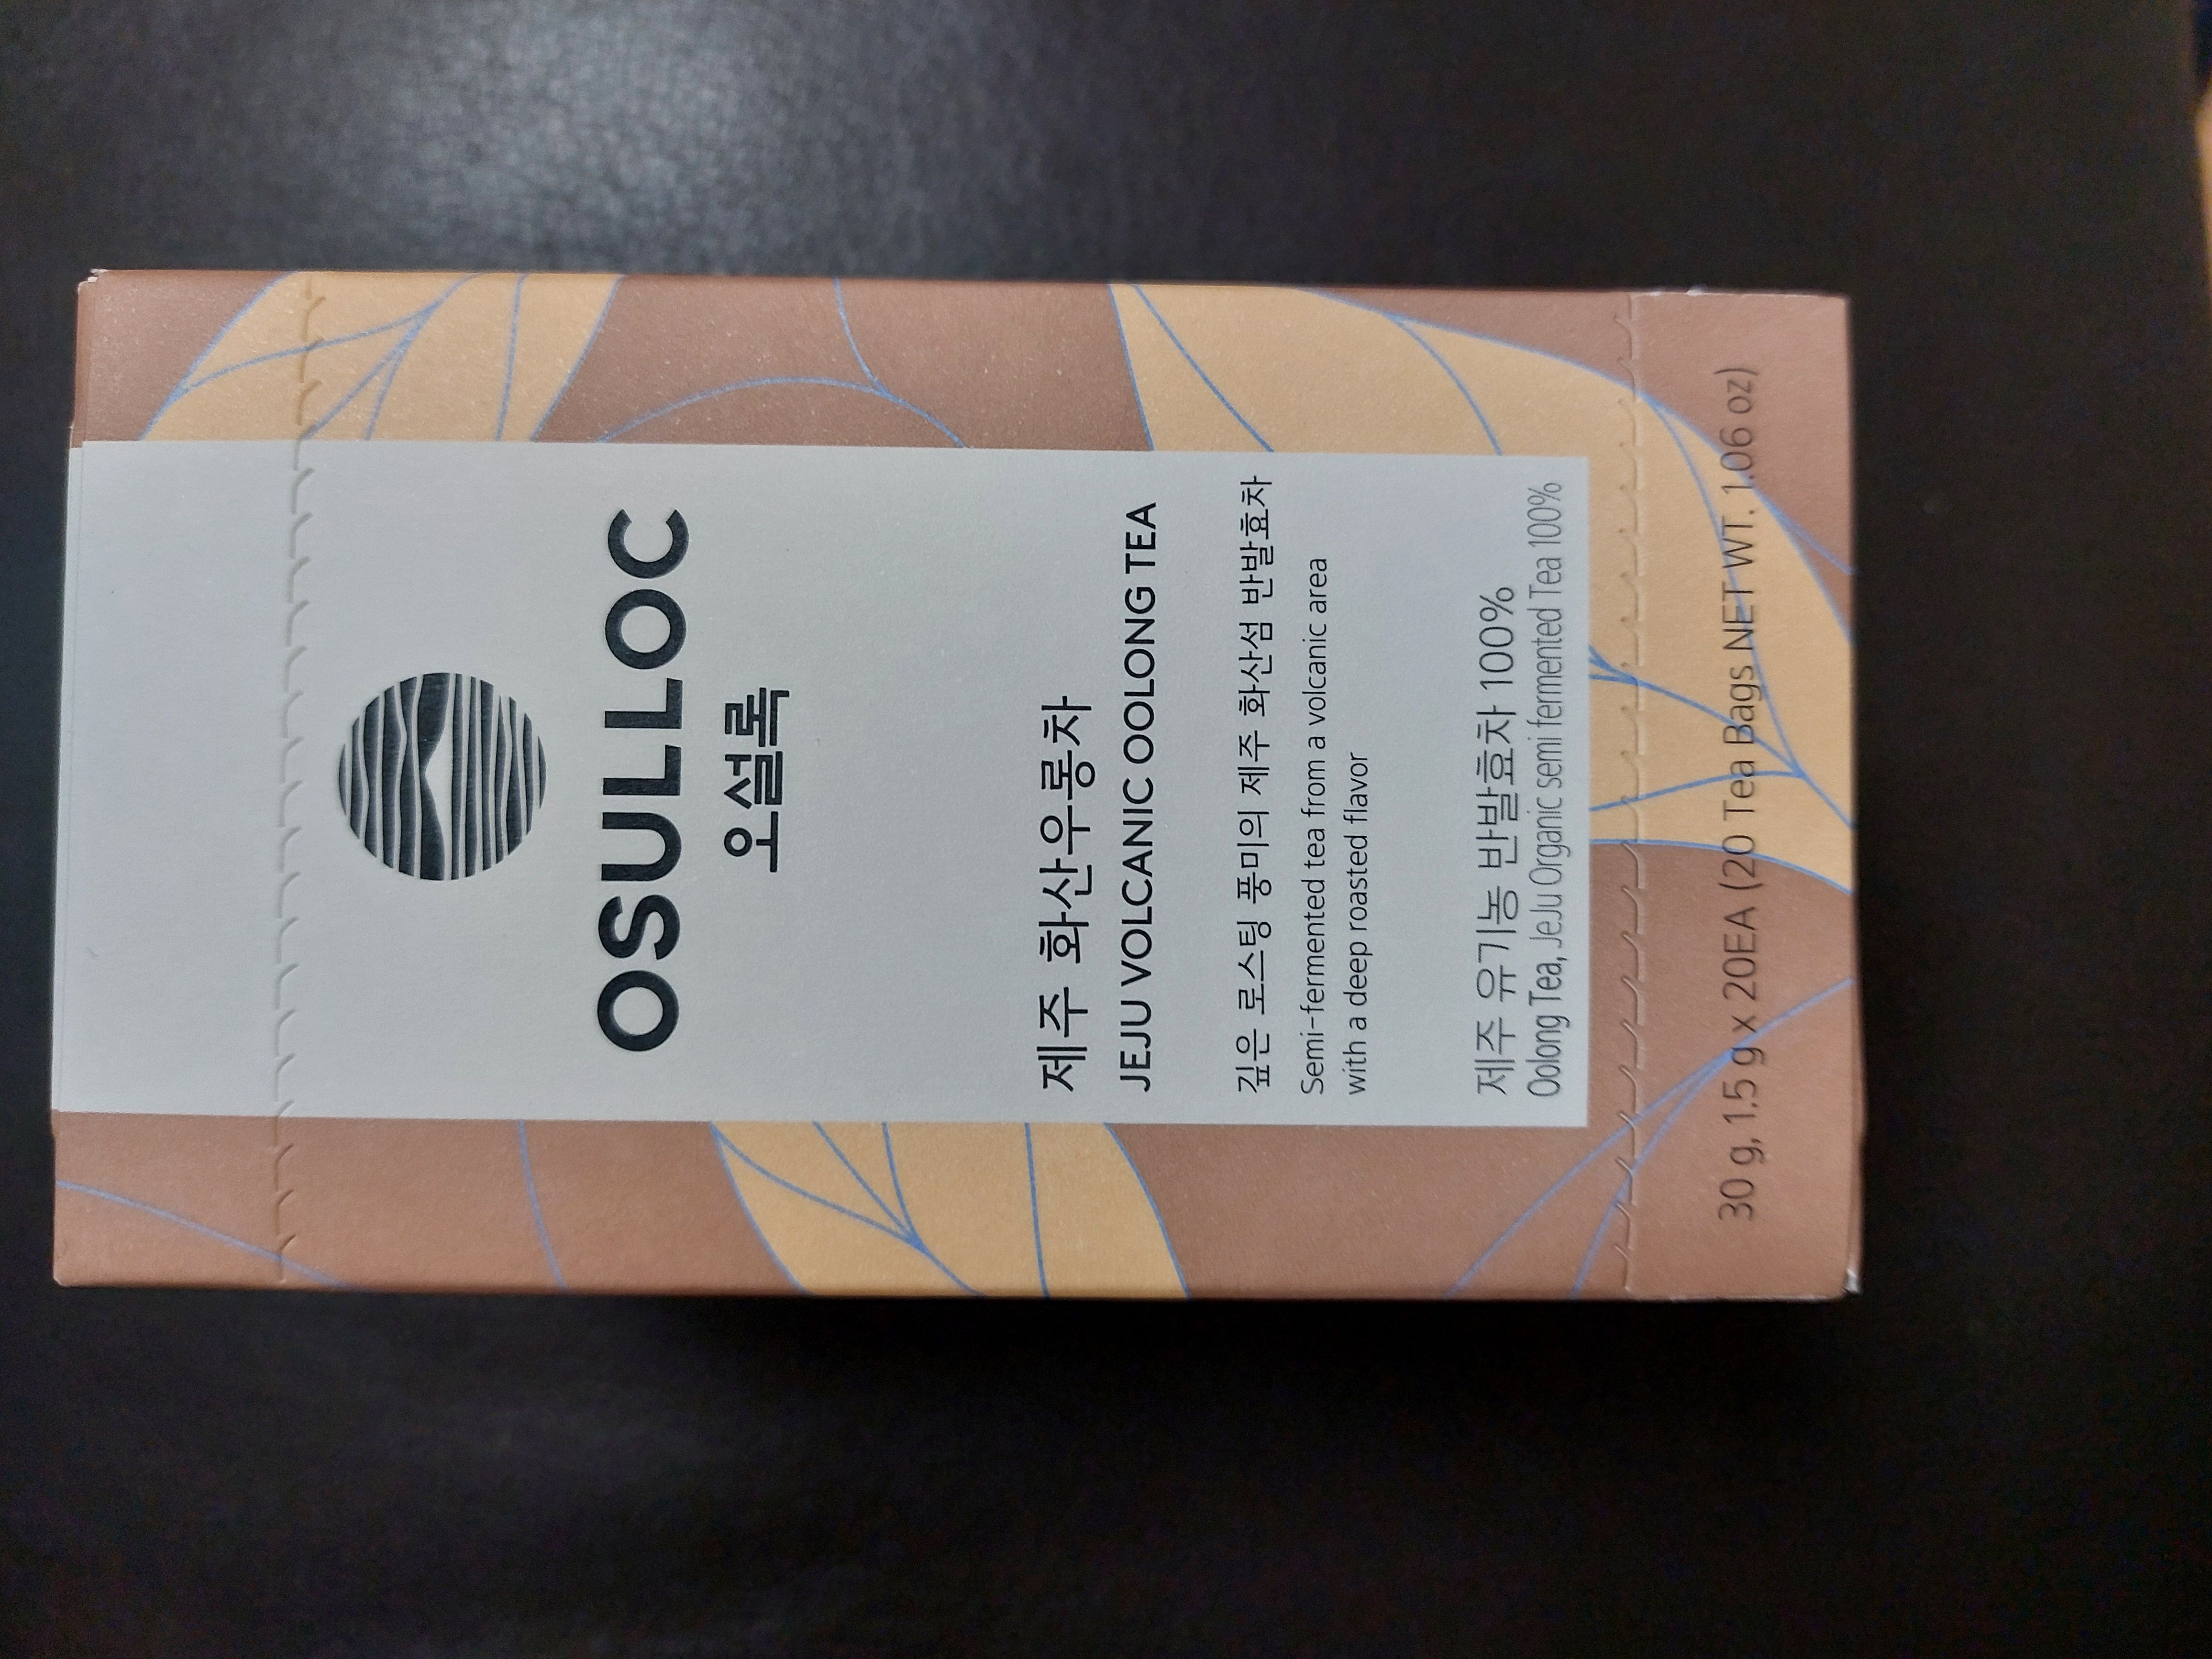 OSULLOC
오설록
제주 화산우롱차
JEJU VOLCANIC OOLONG TEA
깊은 로스팅 풍미의 제주 화산섬 반발효차
Semi-fermented tea from a volcanic area
with a deep roasted flavor
제주 유기농 반발효차 100%
Oolong Tea, JeJu Organic semi fermented Tea 100%
30 g, 1.5 g x 20EA (20 Tea Bags NET WT. 1.06 oz)